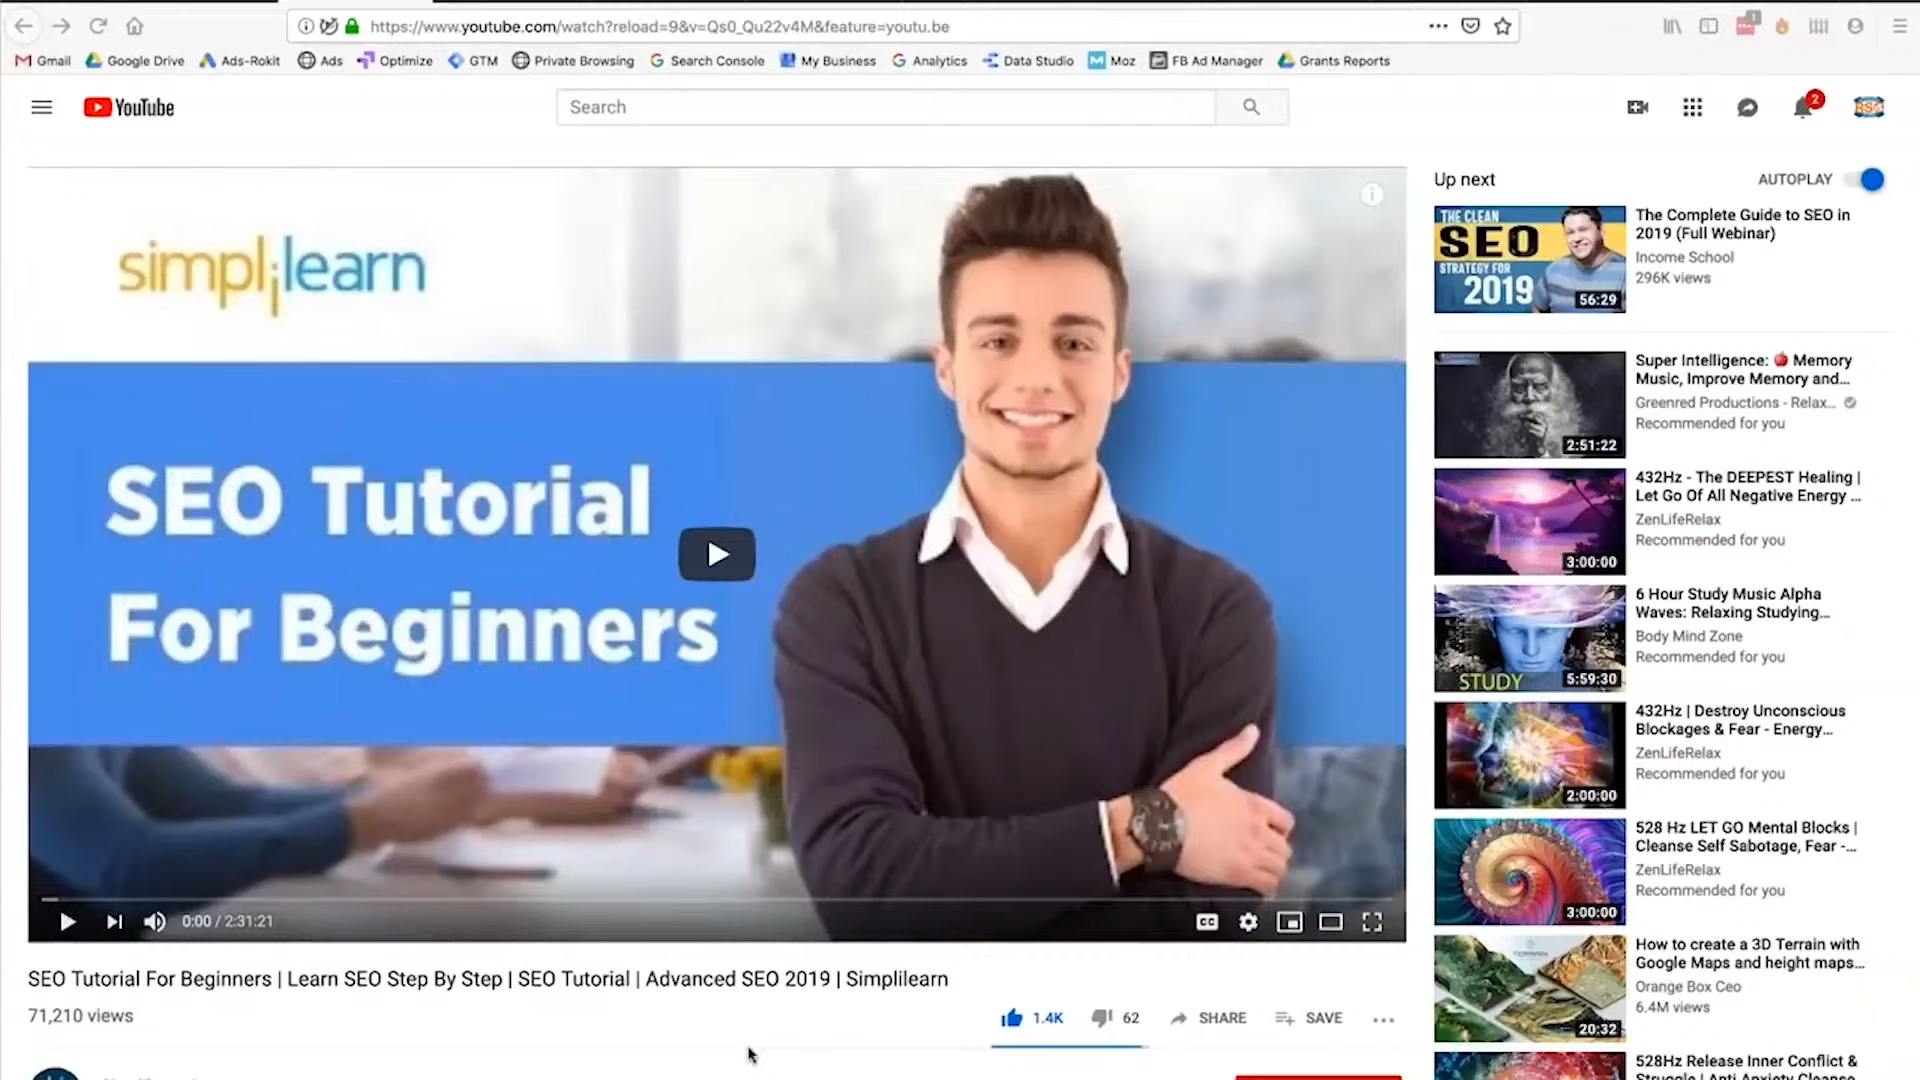 https://www.youtube.com/watch?reload=9&v=Qs0_Qu22v4M&feature=youtu.be
1
Gmail Google Drive Ads-Rokit Ads Optimize GTM Private Browsing Search Console My Business Analytics Data Studio Moz FB Ad Manager Grants Reports
YouTube
Search
2
RSO
simplilearn
SEO Tutorial
For Beginners
0:00 / 2:31:21
CC
SEO Tutorial For Beginners | Learn SEO Step By Step | SEO Tutorial | Advanced SEO 2019 | Simplilearn
71,210 views
1.4K 62 SHARE SAVE
Up next AUTOPLAY
THE CLEAN
SEO
STRATEGY FOR
2019
56:29
The Complete Guide to SEO in
2019 (Full Webinar)
Income School
296K views
2:51:22
Super Intelligence: 🍎 Memory
Music, Improve Memory and...
Greenred Productions - Relax...
Recommended for you
3:00:00
432Hz - The DEEPEST Healing |
Let Go Of All Negative Energy ...
ZenLifeRelax
Recommended for you
STUDY
5:59:30
6 Hour Study Music Alpha
Waves: Relaxing Studying...
Body Mind Zone
Recommended for you
2:00:00
432Hz | Destroy Unconscious
Blockages & Fear - Energy...
ZenLifeRelax
Recommended for you
3:00:00
528 Hz LET GO Mental Blocks |
Cleanse Self Sabotage, Fear -...
ZenLifeRelax
Recommended for you
TERRAIN
20:32
How to create a 3D Terrain with
Google Maps and height maps...
Orange Box Ceo
6.4M views
528Hz Release Inner Conflict &
Struggle | Anti Anxiety Cleanse